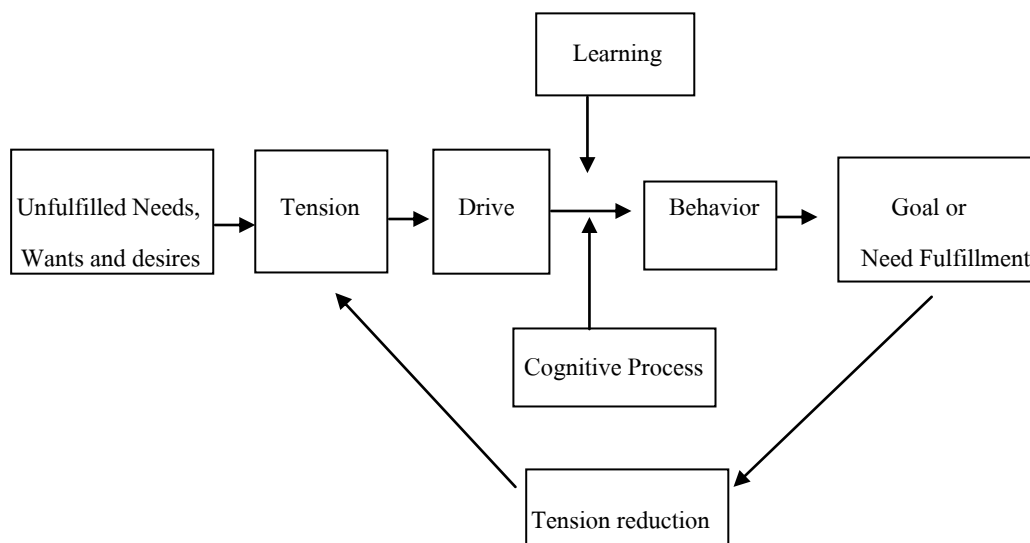 Learning
Unfulfilled Needs,
Wants and desires
Tension
Drive
Behavior
Goal or
Need Fulfillment
Cognitive Process
Tension reduction